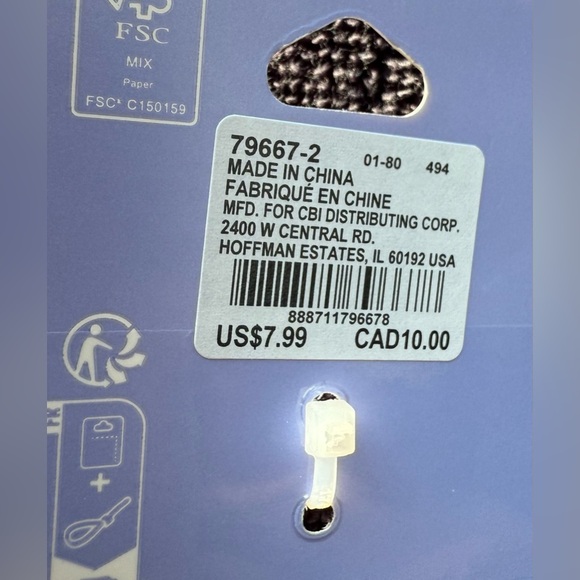 FSC
MIX
Paper
FSC® C150159
79667-2 01-80 494
MADE IN CHINA
FABRIQUÉ EN CHINE
MFD. FOR CBI DISTRIBUTING CORP.
2400 W CENTRAL RD.
HOFFMAN ESTATES, IL 60192 USA
888711796678
US$7.99 CAD10.00
FR